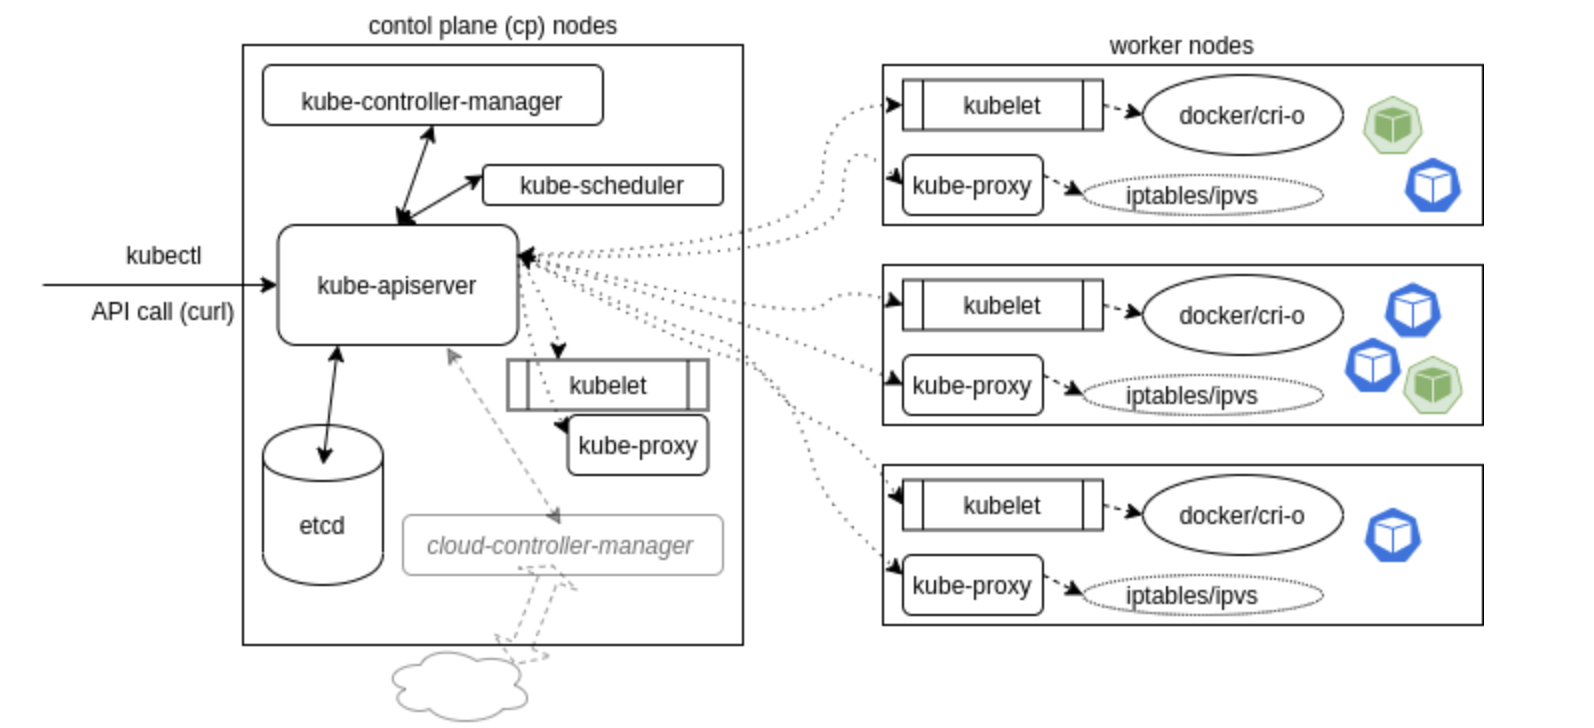 contol plane (cp) nodes
worker nodes
kube-controller-manager
kube-scheduler
kubectl
API call (curl)
kube-apiserver
kubelet
kube-proxy
etcd
cloud-controller-manager
kubelet
docker/cri-o
kube-proxy
iptables/ipvs
kubelet
docker/cri-o
kube-proxy
iptables/ipvs
kubelet
docker/cri-o
kube-proxy
iptables/ipvs